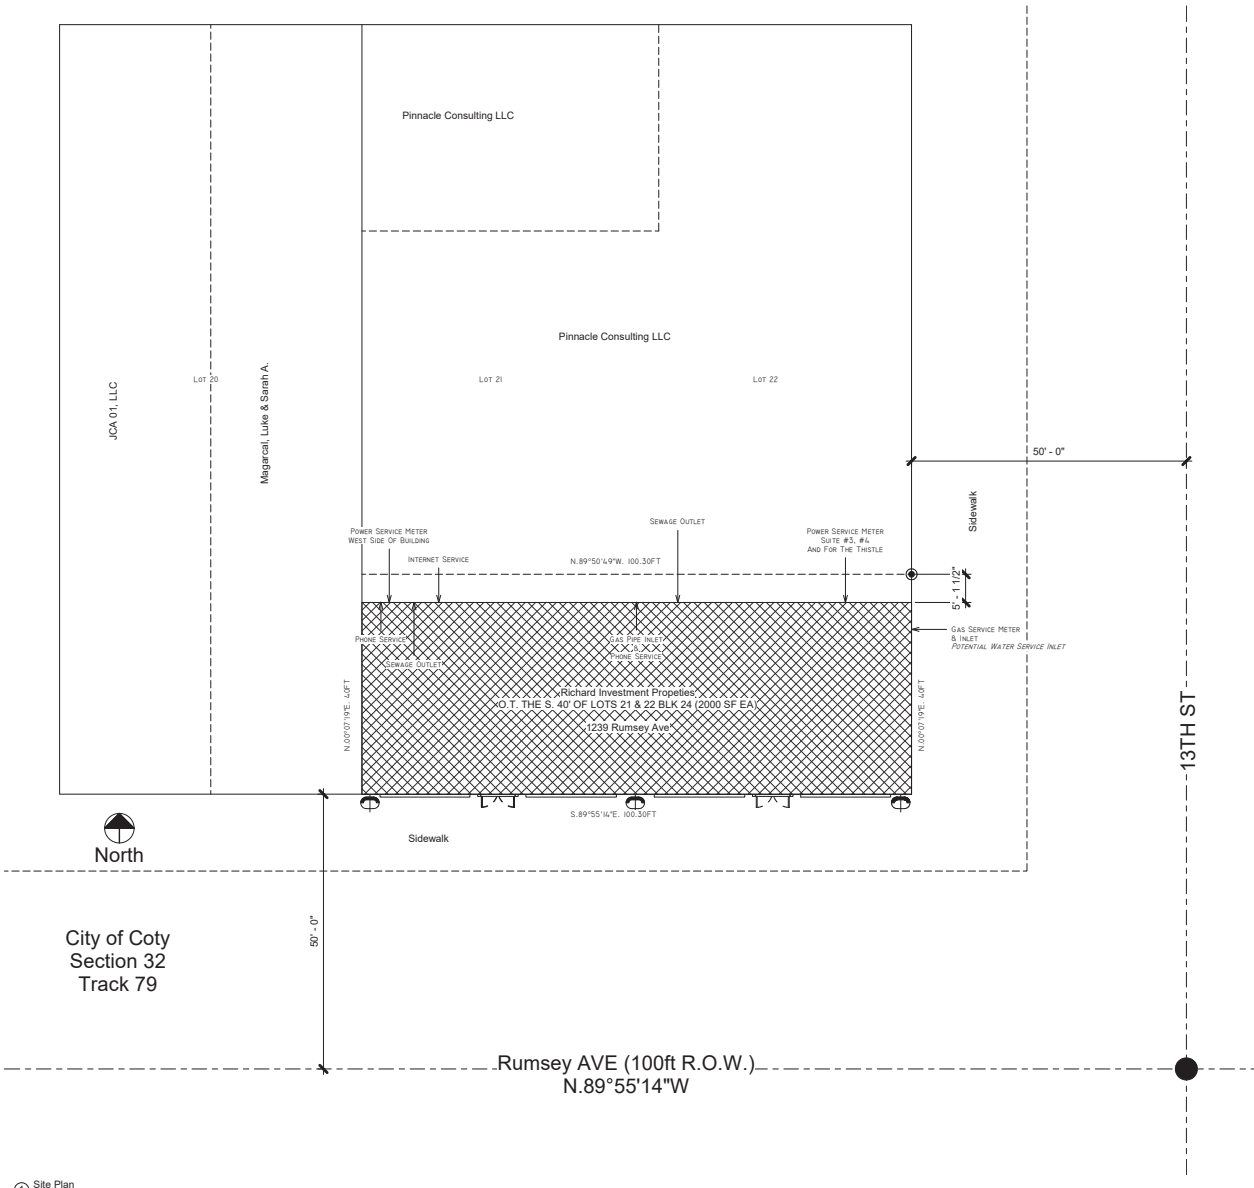 Pinnacle Consulting LLC
Pinnacle Consulting LLC
JCA 01, LLC
Lot 20
Magarcal, Luke & Sarah A.
Lot 21
Lot 22
50' - 0"
Sidewalk
Power Service Meter
West Side Of Building
Internet Service
Sewage Outlet
Power Service Meter
Suite #3, #4
And For The Thistle
N.89°50'49"W. 100.30FT
5' - 1 1/2"
Phone Service
Sewage Outlet
Gas Pipe Inlet
&
Phone Service
Gas Service Meter
& Inlet
Potential Water Service Inlet
N.00°07'19"E. 40FT
Richard Investment Propeties
O.T. THE S. 40' OF LOTS 21 & 22 BLK 24 (2000 SF EA)
1239 Rumsey Ave
N.00°07'19"E. 40FT
13TH ST
S.89°55'14"E. 100.30FT
Sidewalk
North
50' - 0"
City of Coty
Section 32
Track 79
Rumsey AVE (100ft R.O.W.)
N.89°55'14"W
Site Plan